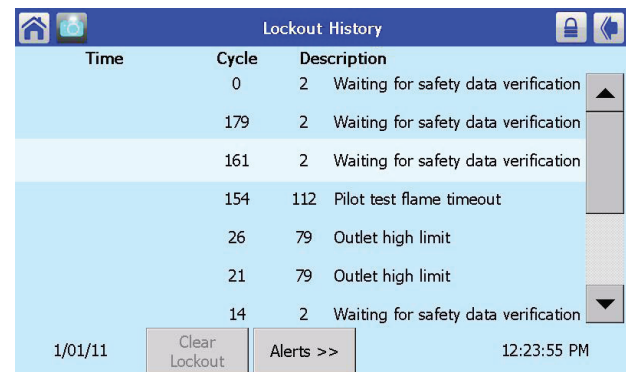 Lockout History
Time Cycle Description
0 2 Waiting for safety data verification
179 2 Waiting for safety data verification
161 2 Waiting for safety data verification
154 112 Pilot test flame timeout
26 79 Outlet high limit
21 79 Outlet high limit
14 2 Waiting for safety data verification
1/01/11 Clear Lockout Alerts >> 12:23:55 PM